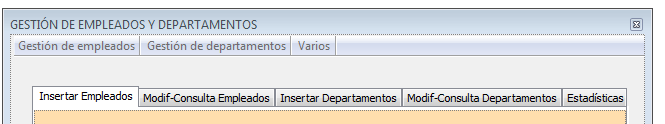 GESTIÓN DE EMPLEADOS Y DEPARTAMENTOS
Gestión de empleados Gestión de departamentos Varios
Insertar Empleados Modif-Consulta Empleados Insertar Departamentos Modif-Consulta Departamentos Estadísticas